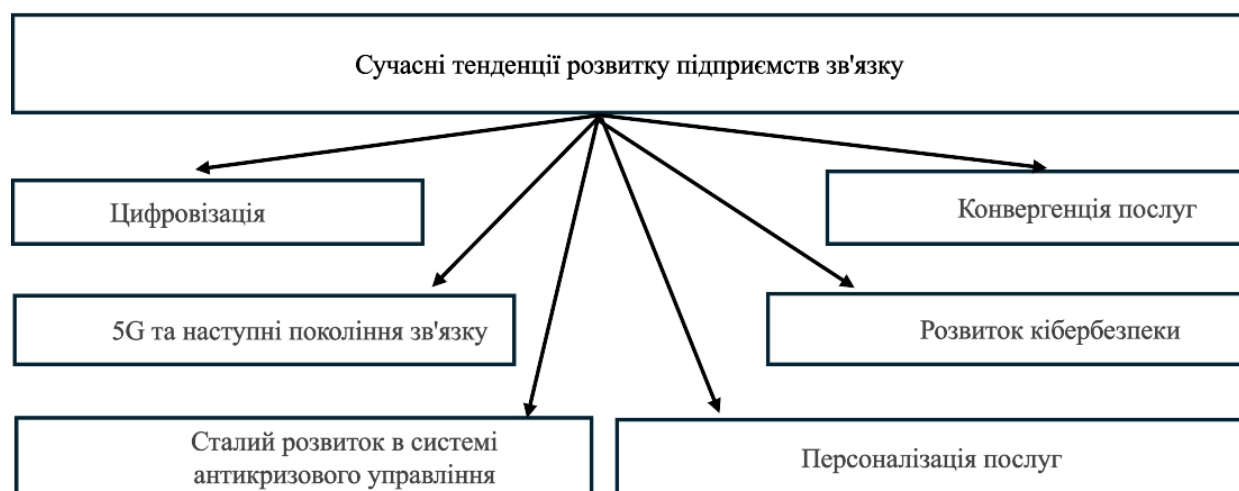 Сучасні тенденції розвитку підприємств зв'язку
Цифровізація
Конвергенція послуг
5G та наступні покоління зв'язку
Розвиток кібербезпеки
Сталий розвиток в системі
антикризового управління
Персоналізація послуг